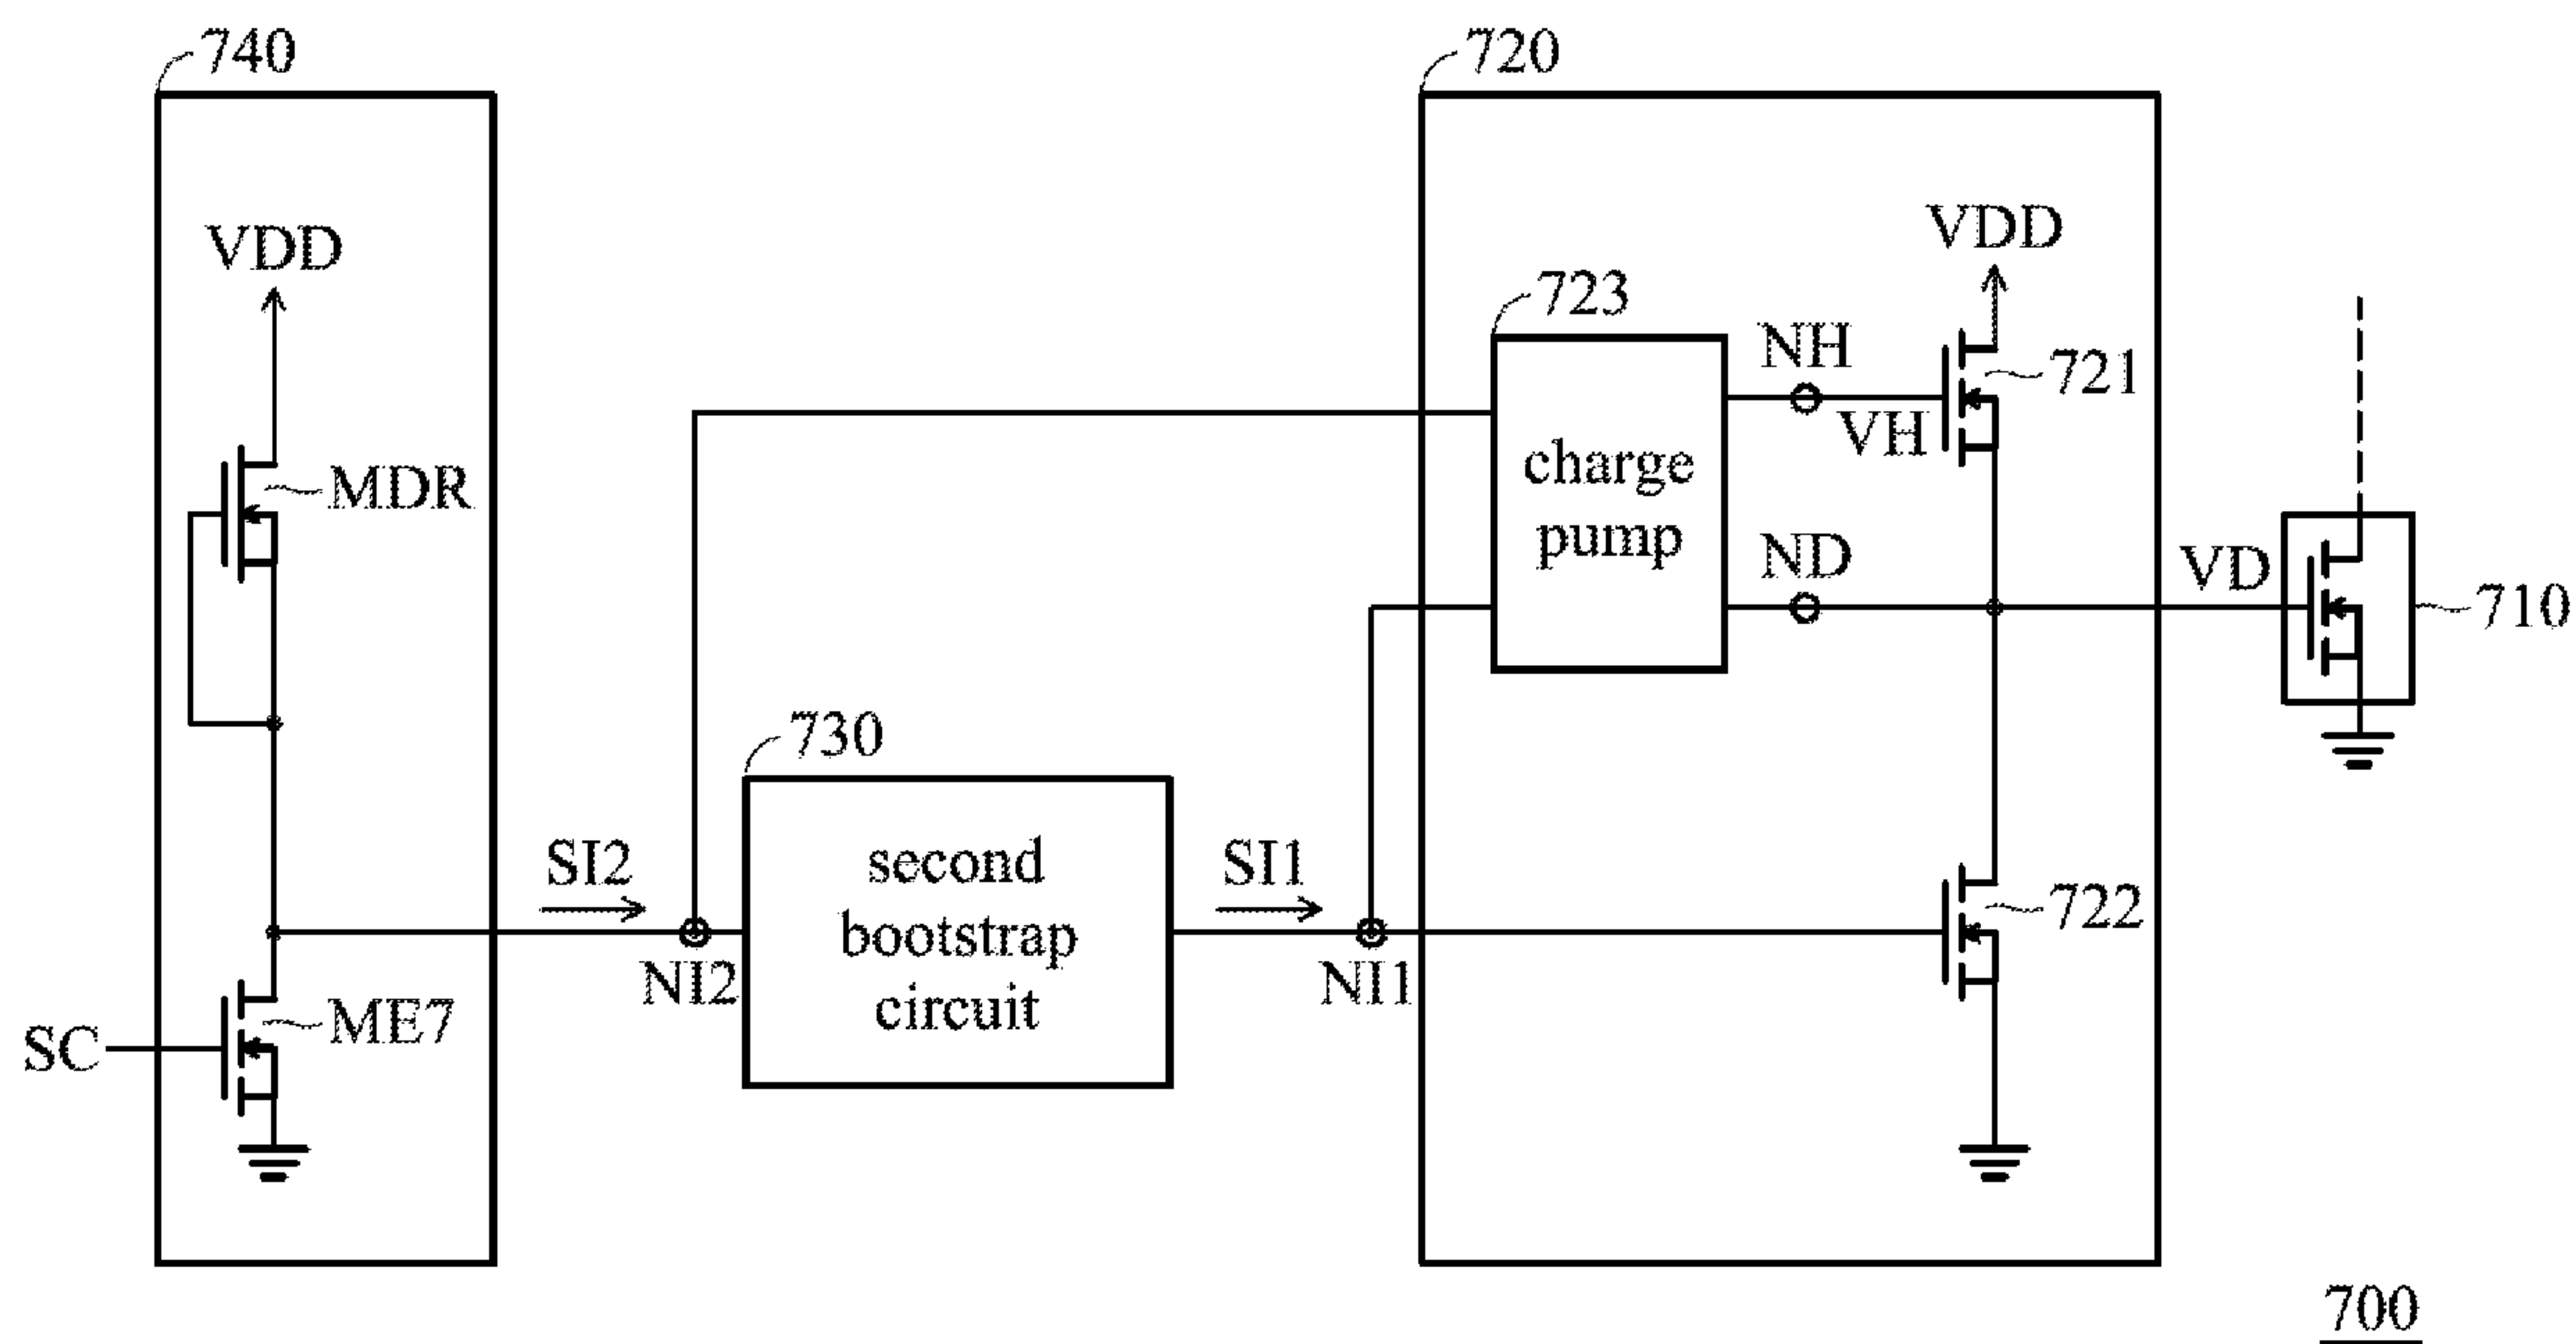 740
720
VDD
VDD
723
NH
721
VH
MDR
charge
pump
ND
VD
710
730
SI2
second
bootstrap
circuit
SI1
722
NI2
NI1
ME7
SC
700